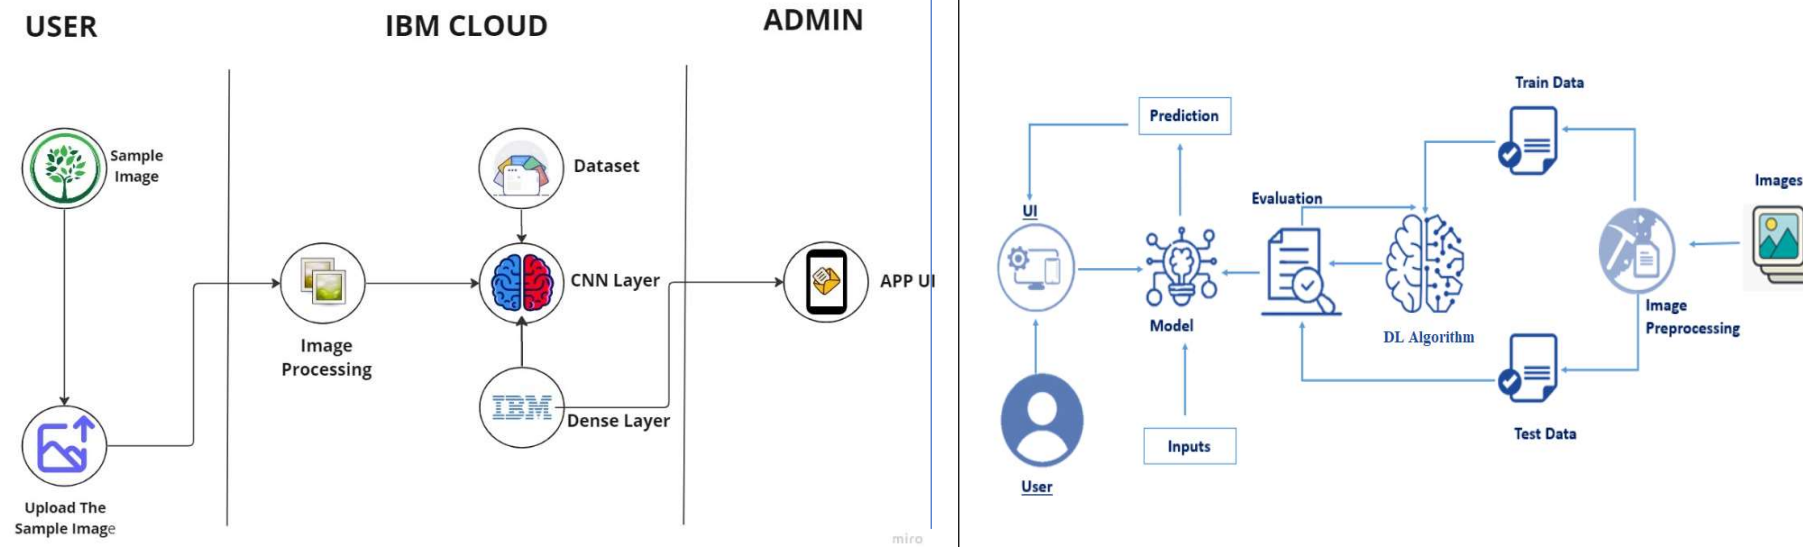 USER
IBM CLOUD
ADMIN
Sample
Image
Dataset
CNN Layer
APP UI
Image
Processing
IBM
Dense Layer
Upload The
Sample Image
miro
Train Data
Prediction
Images
Evaluation
UI
Image
Preprocessing
Model
DL Algorithm
Test Data
Inputs
User